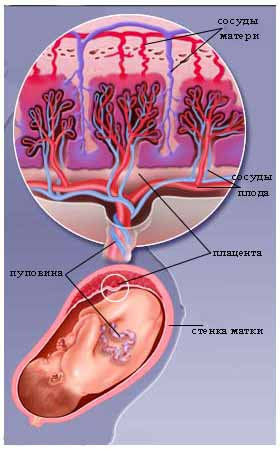 сосуды
матери
сосуды
плода
плацента
пуповина
стенка матки